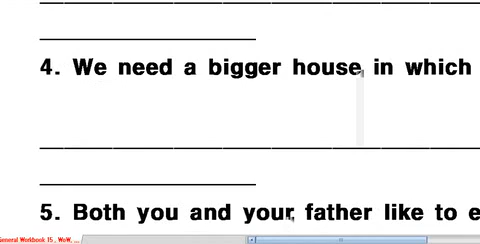 4. We need a bigger house in which
5. Both you and your father like to e
General Workbook 15 , WoW, ...